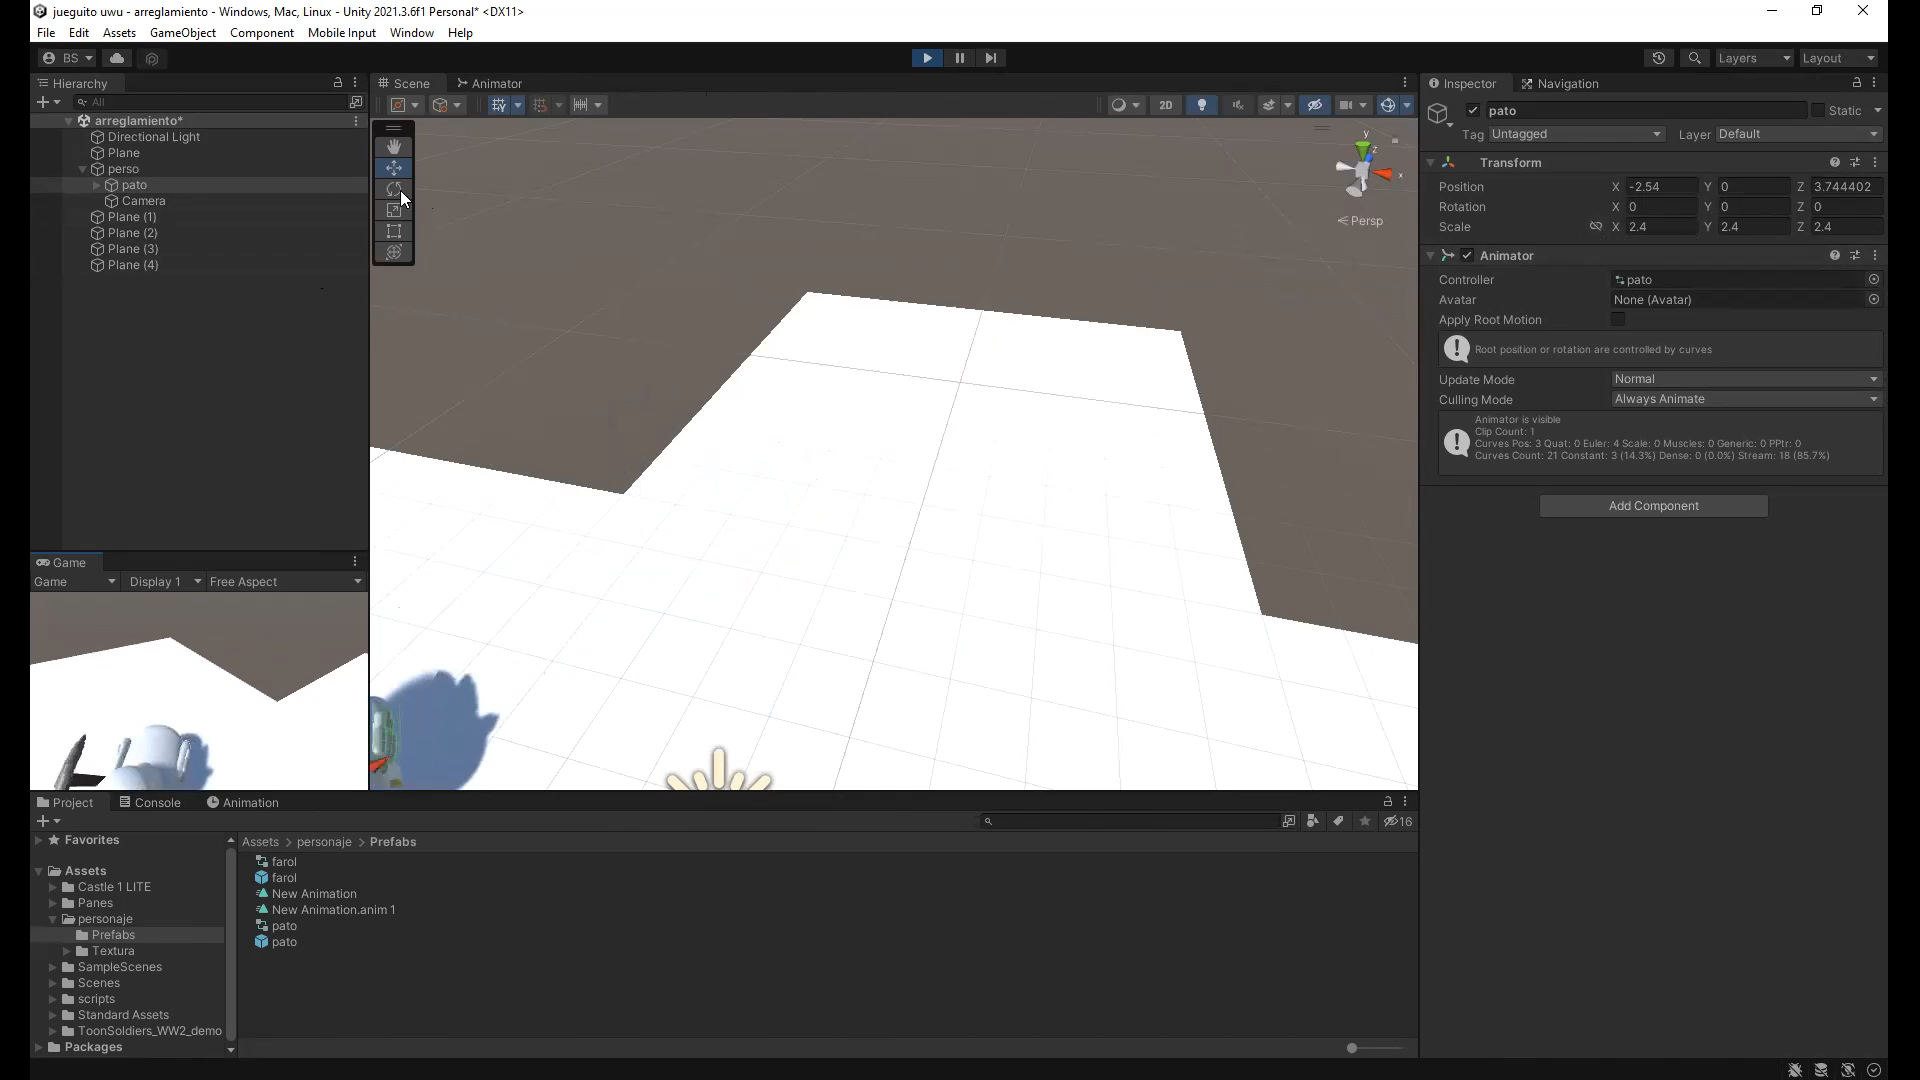 jueguito uwu - arreglamiento - Windows, Mac, Linux - Unity 2021.3.6f1 Personal* <DX11>
File Edit Assets GameObject Component Mobile Input Window Help
BS Layers Layout
Hierarchy
All
arreglamiento*
Directional Light
Plane
perso
pato
Camera
Plane (1)
Plane (2)
Plane (3)
Plane (4)
Scene Animator
2D
y
z
x
Persp
Game
Game Display 1 Free Aspect
Inspector Navigation
pato Static
Tag Untagged Layer Default
Transform
Position X -2.54 Y 0 Z 3.744402
Rotation X 0 Y 0 Z 0
Scale X 2.4 Y 2.4 Z 2.4
Animator
Controller pato
Avatar None (Avatar)
Apply Root Motion
Root position or rotation are controlled by curves
Update Mode Normal
Culling Mode Always Animate
Animator is visible
Clip Count: 1
Curves Pos: 3 Quat: 0 Euler: 4 Scale: 0 Muscles: 0 Generic: 0 PPtr: 0
Curves Count: 21 Constant: 3 (14.3%) Dense: 0 (0.0%) Stream: 18 (85.7%)
Add Component
Project Console Animation
16
Favorites
Assets
Castle 1 LITE
Panes
personaje
Prefabs
Textura
SampleScenes
Scenes
scripts
Standard Assets
ToonSoldiers_WW2_demo
Packages
Assets > personaje > Prefabs
farol
farol
New Animation
New Animation.anim 1
pato
pato